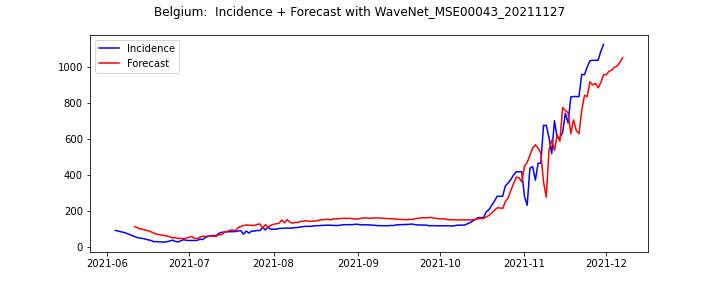 Belgium:  Incidence + Forecast with WaveNet_MSE00043_20211127
Incidence
Forecast
1000
800
600
400
200
0
2021-06 2021-07 2021-08 2021-09 2021-10 2021-11 2021-12